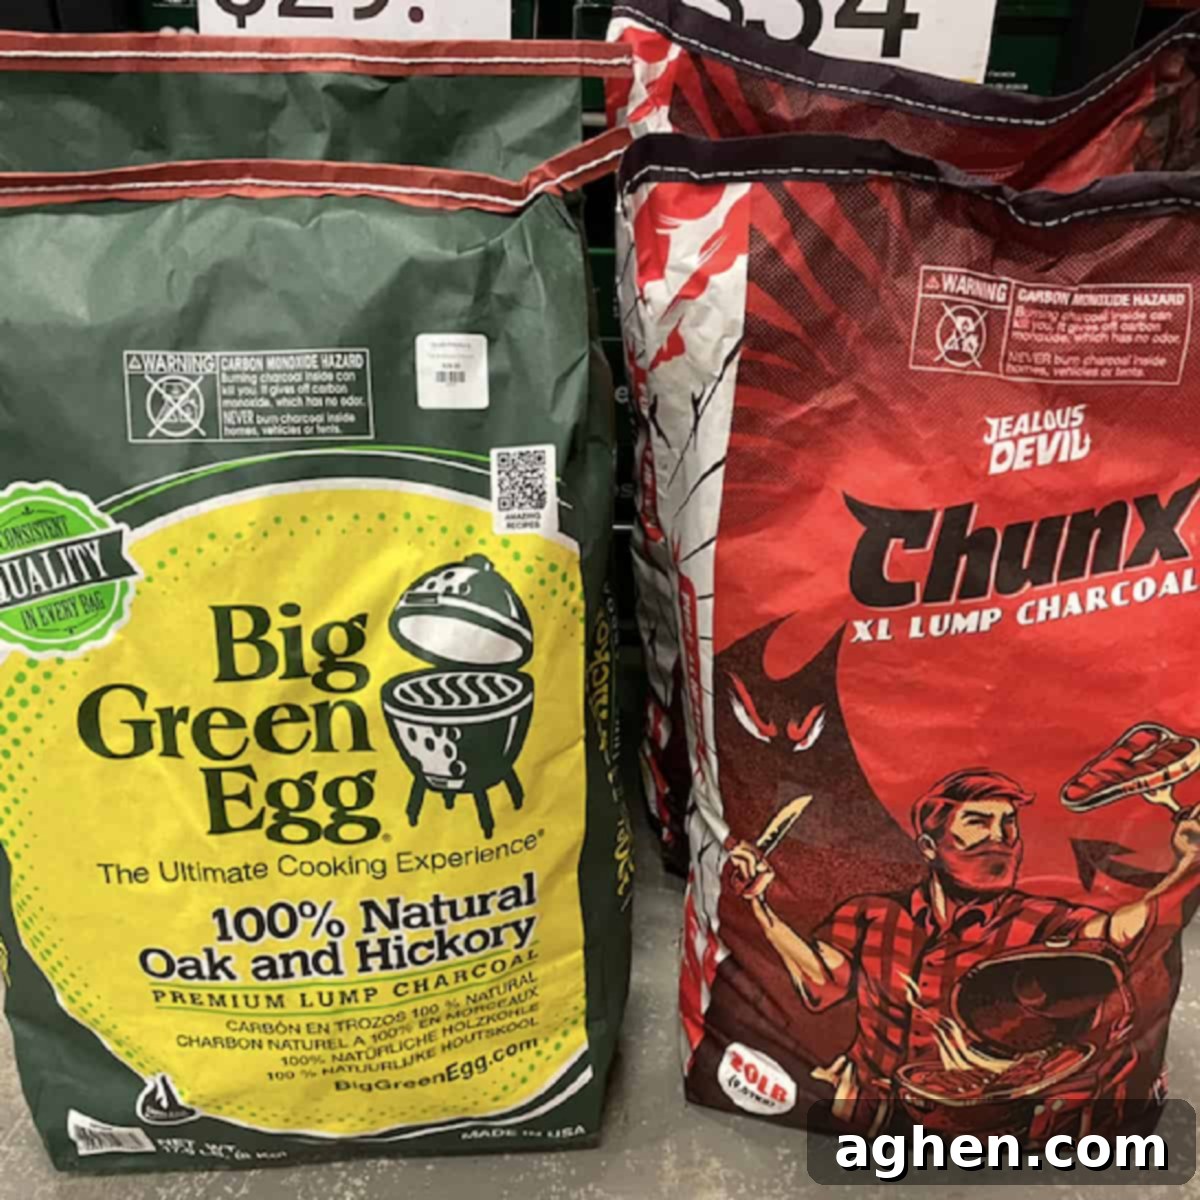 $29.
$34
WARNING
CARBON MONOXIDE HAZARD
Burning charcoal inside can
kill you. It gives off carbon
monoxide, which has no odor.
NEVER burn charcoal inside
homes, vehicles or tents.
AMAZING
RECIPES
CONSISTENT
QUALITY
IN EVERY BAG
Big
Green
Egg®
The Ultimate Cooking Experience®
100% Natural
Oak and Hickory
PREMIUM LUMP CHARCOAL
CARBÓN EN TROZOS 100 % NATURAL
CHARBON NATUREL A 100% EN MORCEAUX
100% NATÜRLICHE HOLZKOHLE
100 % NATUURLIJKE HOUTSKOOL
BigGreenEgg.com
NET WT
MADE IN USA
WARNING
CARBON MONOXIDE HAZARD
Burning charcoal inside can
kill you. It gives off carbon
monoxide, which has no odor.
NEVER burn charcoal inside
homes, vehicles or tents.
JEALOUS
DEVIL
Chunx
XL LUMP CHARCOAL
20LB
aghen.com